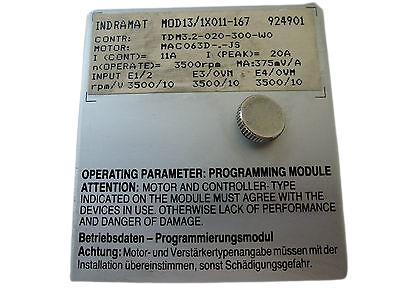 INDRAMAT MOD13/1X011-167 924901
CONTR: TDM3.2-020-300-W0
MOTOR: MAC063D-.-JS
I (CONT)= 11A I (PEAK)= 20A
n(OPERATE)= 3500rpm MA:375mV/A
INPUT E1/2 E3/0VM E4/0VM
rpm/V 3500/10 3500/10 3500/10
OPERATING PARAMETER: PROGRAMMING MODULE
ATTENTION: MOTOR AND CONTROLLER-TYPE
INDICATED ON THE MODULE MUST AGREE WITH THE
DEVICES IN USE. OTHERWISE LACK OF PERFORMANCE
AND DANGER OF DAMAGE.
Betriebsdaten – Programmierungsmodul
Achtung: Motor- und Verstärkertypenangabe müssen mit der
Installation übereinstimmen, sonst Schädigungsgefahr.